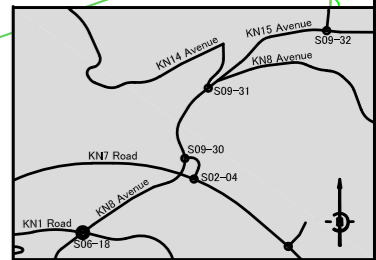 KN14 Avenue
KN15 Avenue
S09-32
KN8 Avenue
S09-31
S09-30
KN7 Road
S02-04
KN8 Avenue
KN1 Road
S06-18